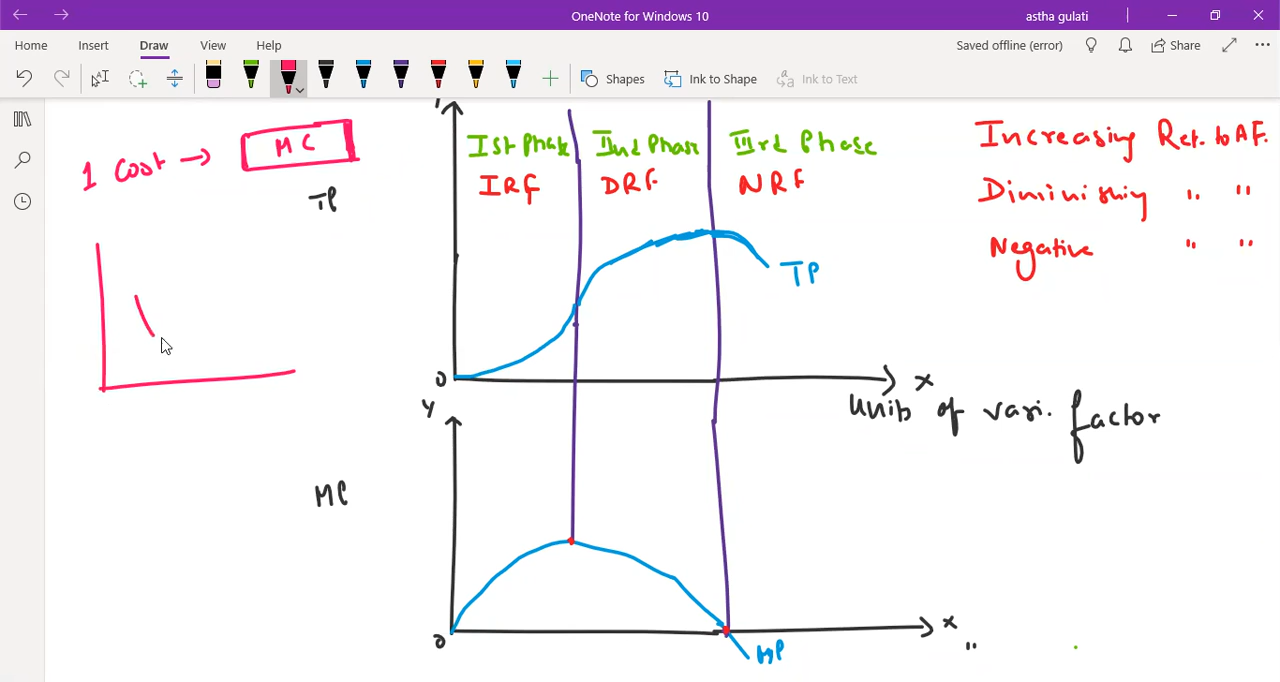 OneNote for Windows 10
astha gulati
Home Insert Draw View Help
Saved offline (error)
Share
Shapes
Ink to Shape
Ink to Text
1 Cost → MC
TP
Ist Phase IInd Phase IIIrd Phase
IRF DRF NRF
Increasing Ret. to A F.
Diminishing " "
Negative " "
TP
0
X
Units of vari. factor
Y
0
X
"
MP